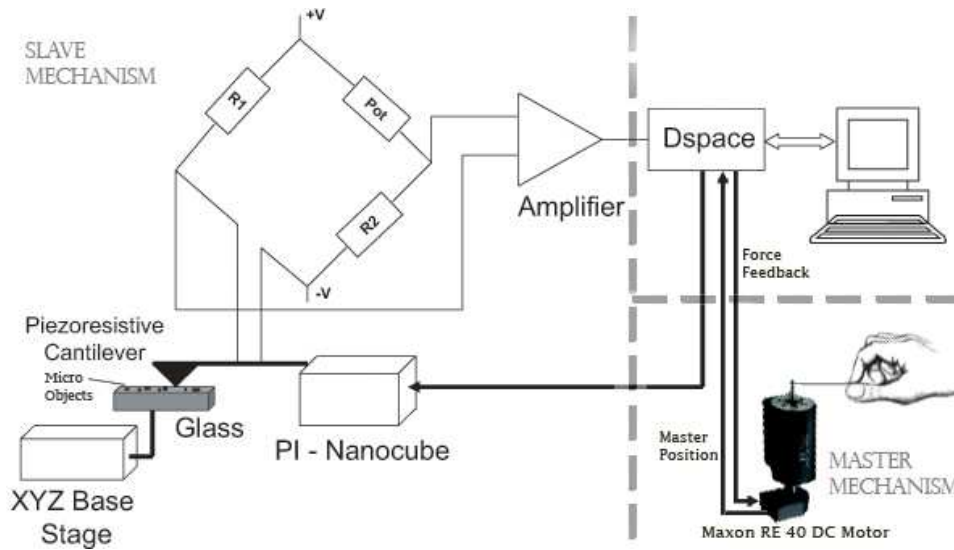 SLAVE
MECHANISM
+V
R1
Pot
R2
-V
Amplifier
Dspace
Force
Feedback
Piezoresistive
Cantilever
Micro
Objects
Glass
PI - Nanocube
XYZ Base
Stage
Master
Position
MASTER
MECHANISM
Maxon RE 40 DC Motor